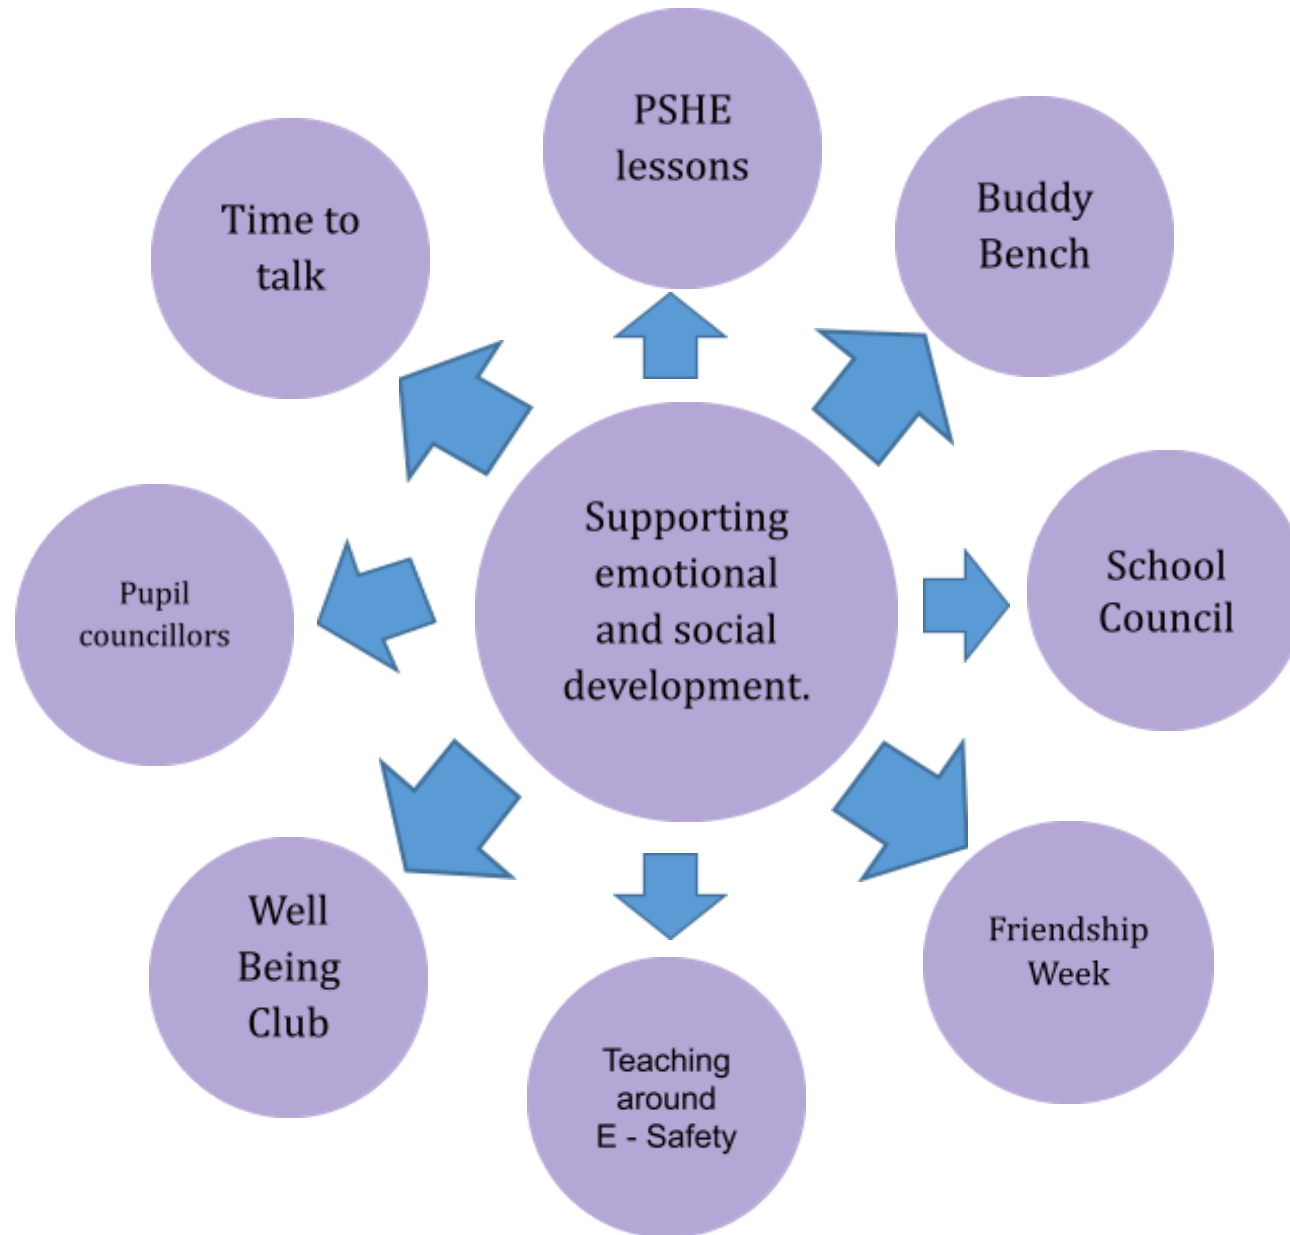 PSHE
lessons
Buddy
Bench
Time to
talk
Supporting
emotional
and social
development.
School
Council
Pupil
councillors
Well
Being
Club
Friendship
Week
Teaching
around
E - Safety